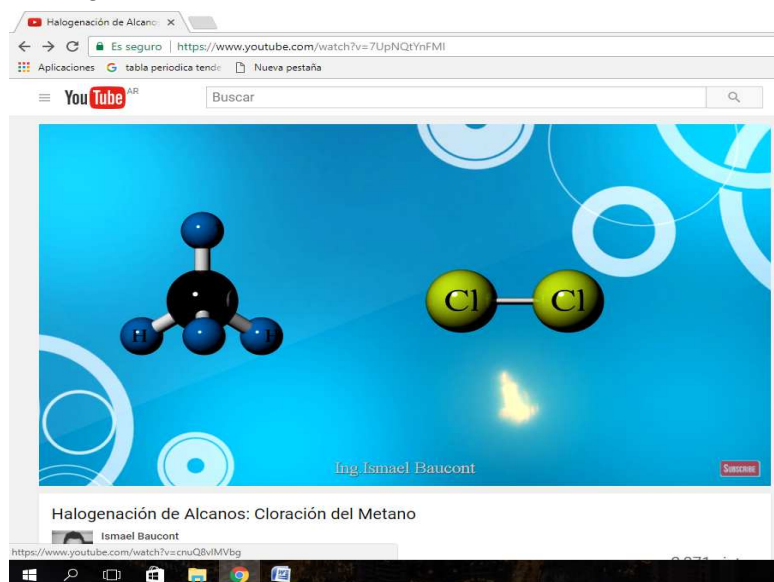 Halogenación de Alcano
Es seguro | https://www.youtube.com/watch?v=7UpNQtYnFMI
Aplicaciones G tabla periodica tende Nueva pestaña
YouTube AR Buscar
Cl Cl
H H
Ing Ismael Baucont SUBSCRIBE
Halogenación de Alcanos: Cloración del Metano
Ismael Baucont
https://www.youtube.com/watch?v=cnuQ8vIMVbg